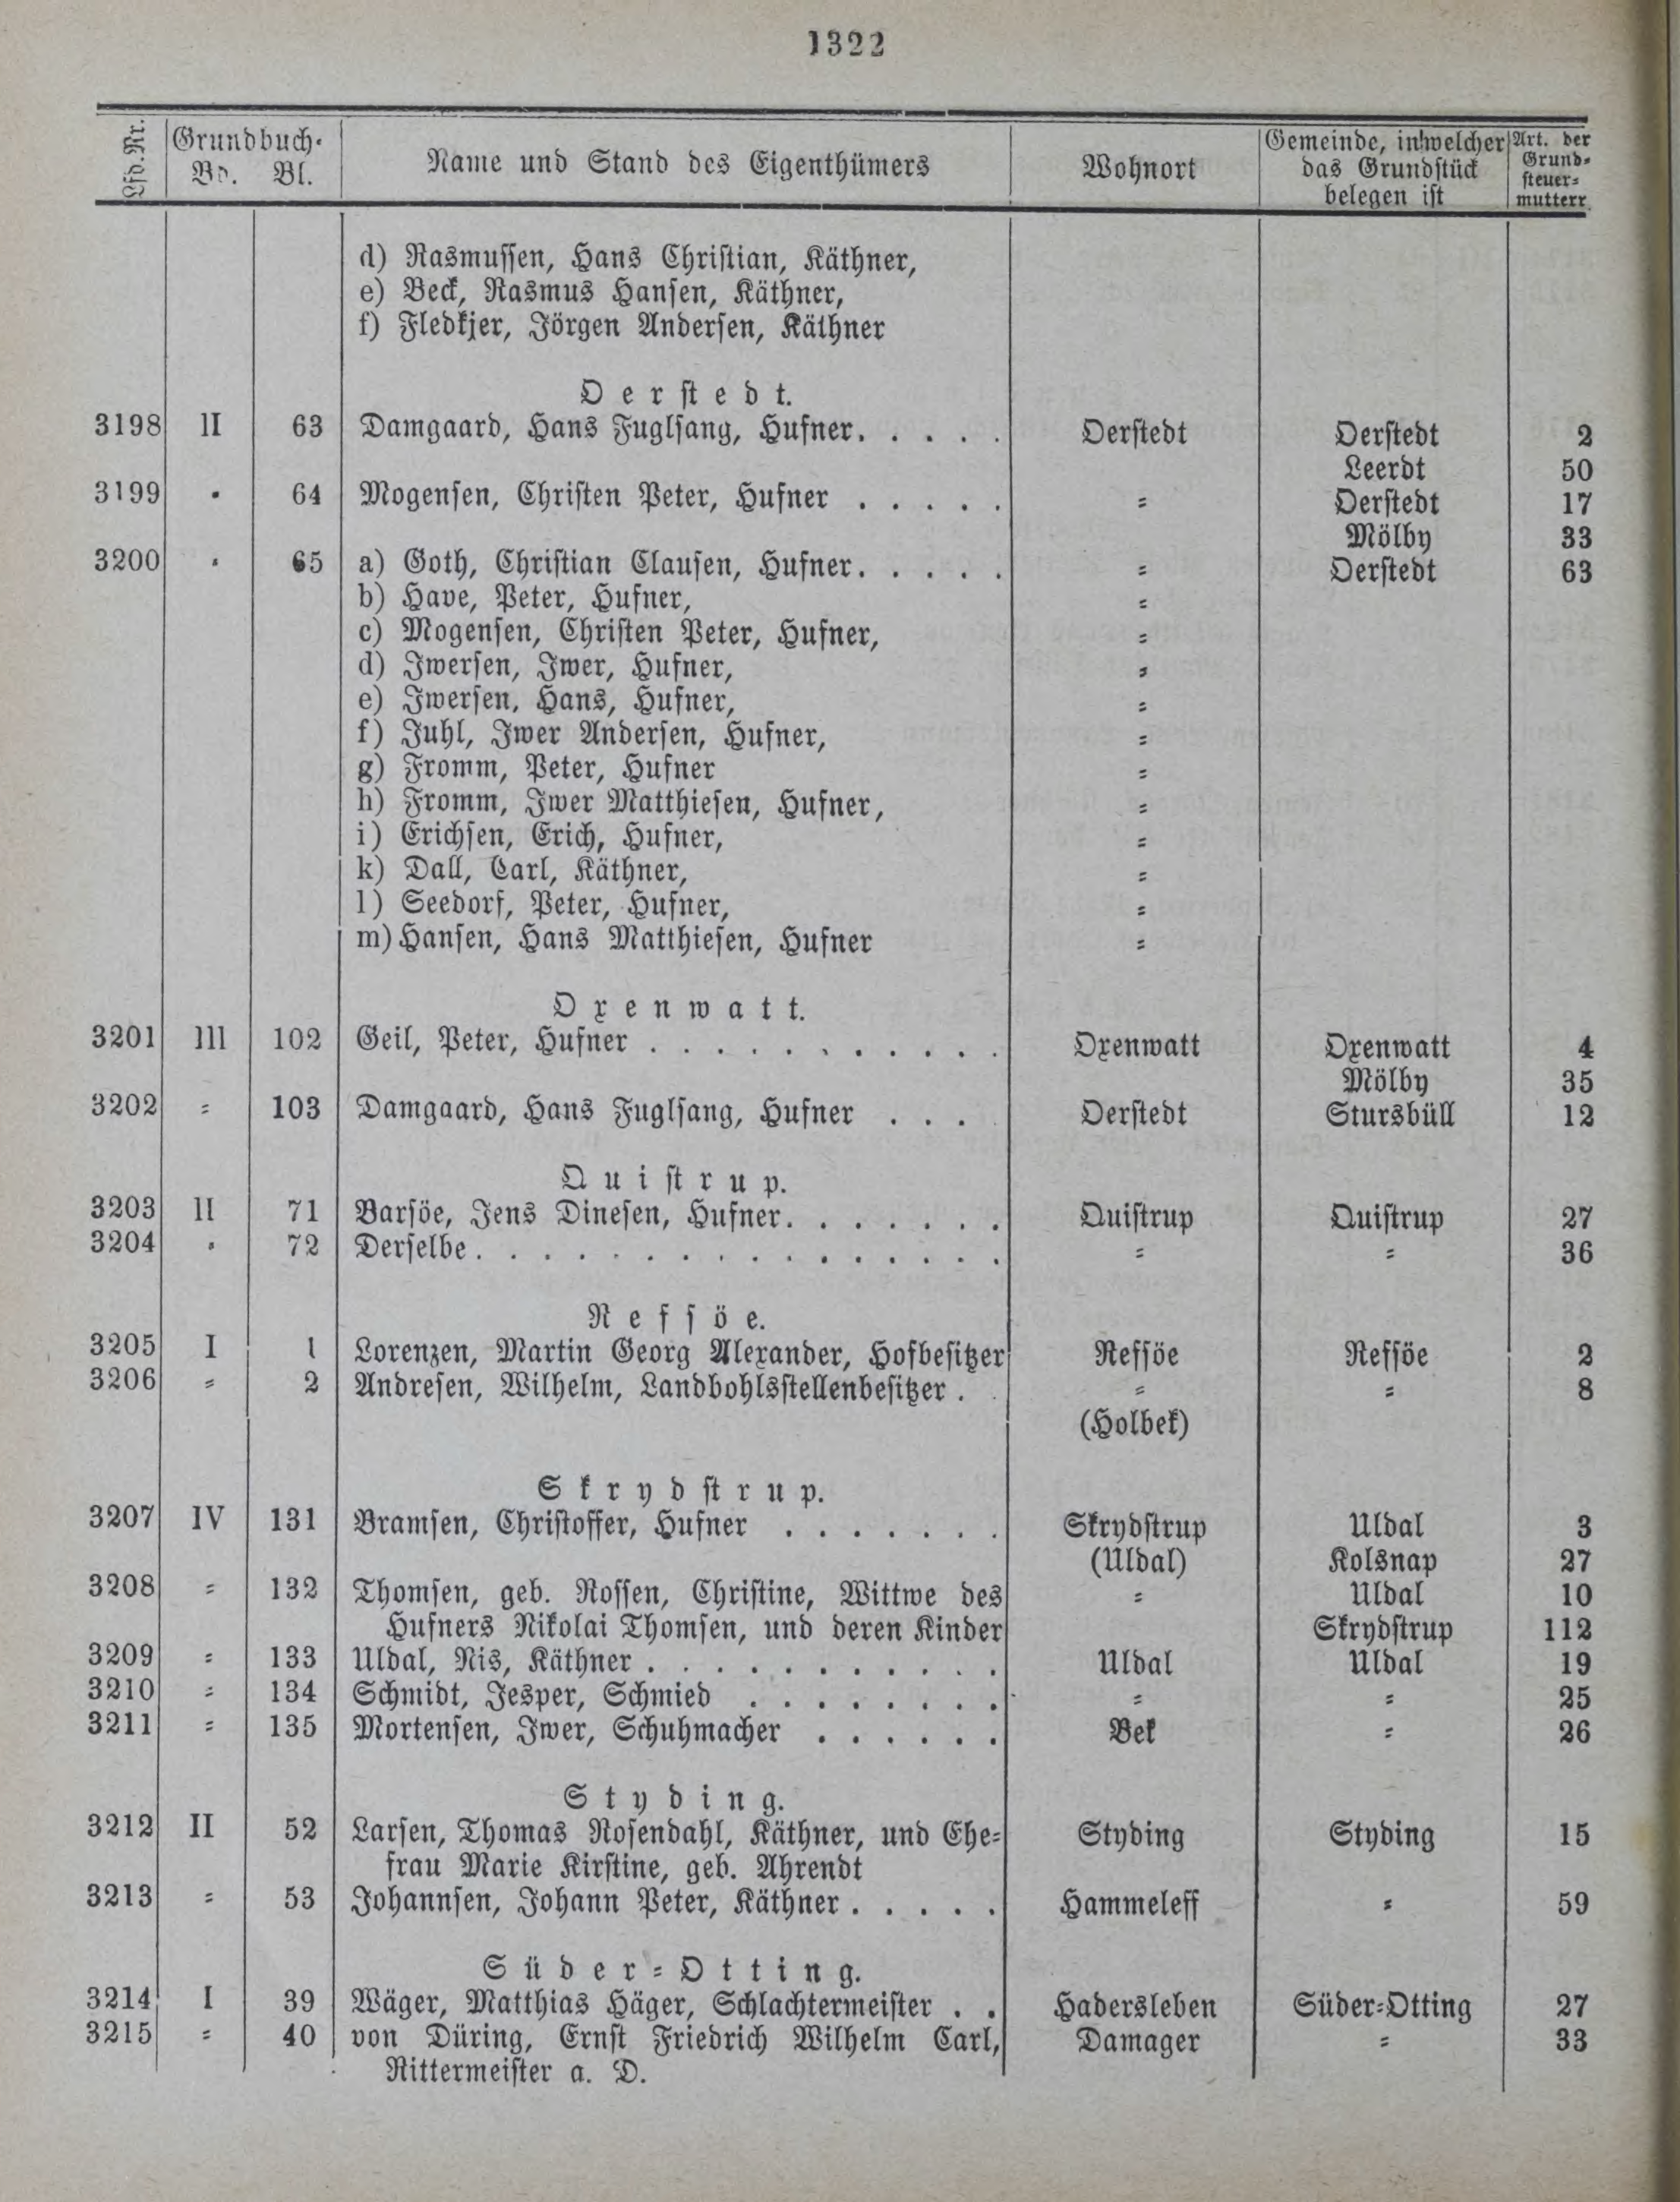 1322
Lfd. Nr. Grundbuch- Name und Stand des Eigenthümers Wohnort Gemeinde, in welcher Art. der
Bd. Bl. das Grundstück Grund-
belegen ist steuer-
mutterr.
d) Rasmussen, Hans Christian, Käthner,
e) Beck, Rasmus Hansen, Käthner,
f) Fledkjer, Jörgen Andersen, Käthner
Oerstedt.
3198 II 63 Damgaard, Hans Fuglsang, Hufner. . . . . Oerstedt Oerstedt 2
Leerdt 50
3199 " 64 Mogensen, Christen Peter, Hufner . . . . . = Oerstedt 17
Mölby 33
3200 " 65 a) Goth, Christian Clausen, Hufner. . . . . = Oerstedt 63
b) Have, Peter, Hufner, =
c) Mogensen, Christen Peter, Hufner, =
d) Iwersen, Iwer, Hufner, =
e) Iwersen, Hans, Hufner, =
f) Juhl, Iwer Andersen, Hufner, =
g) Fromm, Peter, Hufner =
h) Fromm, Iwer Matthiesen, Hufner, =
i) Erichsen, Erich, Hufner, =
k) Dall, Carl, Käthner, =
l) Seedorf, Peter, Hufner, =
m) Hansen, Hans Matthiesen, Hufner =
Oxenwatt.
3201 III 102 Geil, Peter, Hufner . . . . . . . . . . . Oxenwatt Oxenwatt 4
Mölby 35
3202 = 103 Damgaard, Hans Fuglsang, Hufner . . . . Oerstedt Stursbüll 12
Quistrup.
3203 II 71 Barsöe, Jens Dinesen, Hufner. . . . . . . Quistrup Quistrup 27
3204 " 72 Derselbe. . . . . . . . . . . . . . . . = = 36
Refsöe.
3205 I 1 Lorenzen, Martin Georg Alexander, Hofbesitzer Refsöe Refsöe 2
3206 = 2 Andresen, Wilhelm, Landbohlsstellenbesitzer . . = = 8
(Holbek)
Skrydstrup.
3207 IV 131 Bramsen, Christoffer, Hufner . . . . . . . Skrydstrup Uldal 3
(Uldal) Kolsnap 27
3208 = 132 Thomsen, geb. Rossen, Christine, Wittwe des = Uldal 10
Hufners Nikolai Thomsen, und deren Kinder Skrydstrup 112
3209 = 133 Uldal, Nis, Käthner . . . . . . . . . . . Uldal Uldal 19
3210 = 134 Schmidt, Jesper, Schmied . . . . . . . . = = 25
3211 = 135 Mortensen, Iwer, Schuhmacher . . . . . . Bek = 26
Styding.
3212 II 52 Larsen, Thomas Rosendahl, Käthner, und Ehe= Styding Styding 15
frau Marie Kirstine, geb. Ahrendt
3213 = 53 Johannsen, Johann Peter, Käthner . . . . . Hammeleff = 59
Süder=Otting.
3214 I 39 Wäger, Matthias Häger, Schlachtermeister . . Hadersleben Süder=Otting 27
3215 = 40 von Düring, Ernst Friedrich Wilhelm Carl, Damager = 33
Rittermeister a. D.